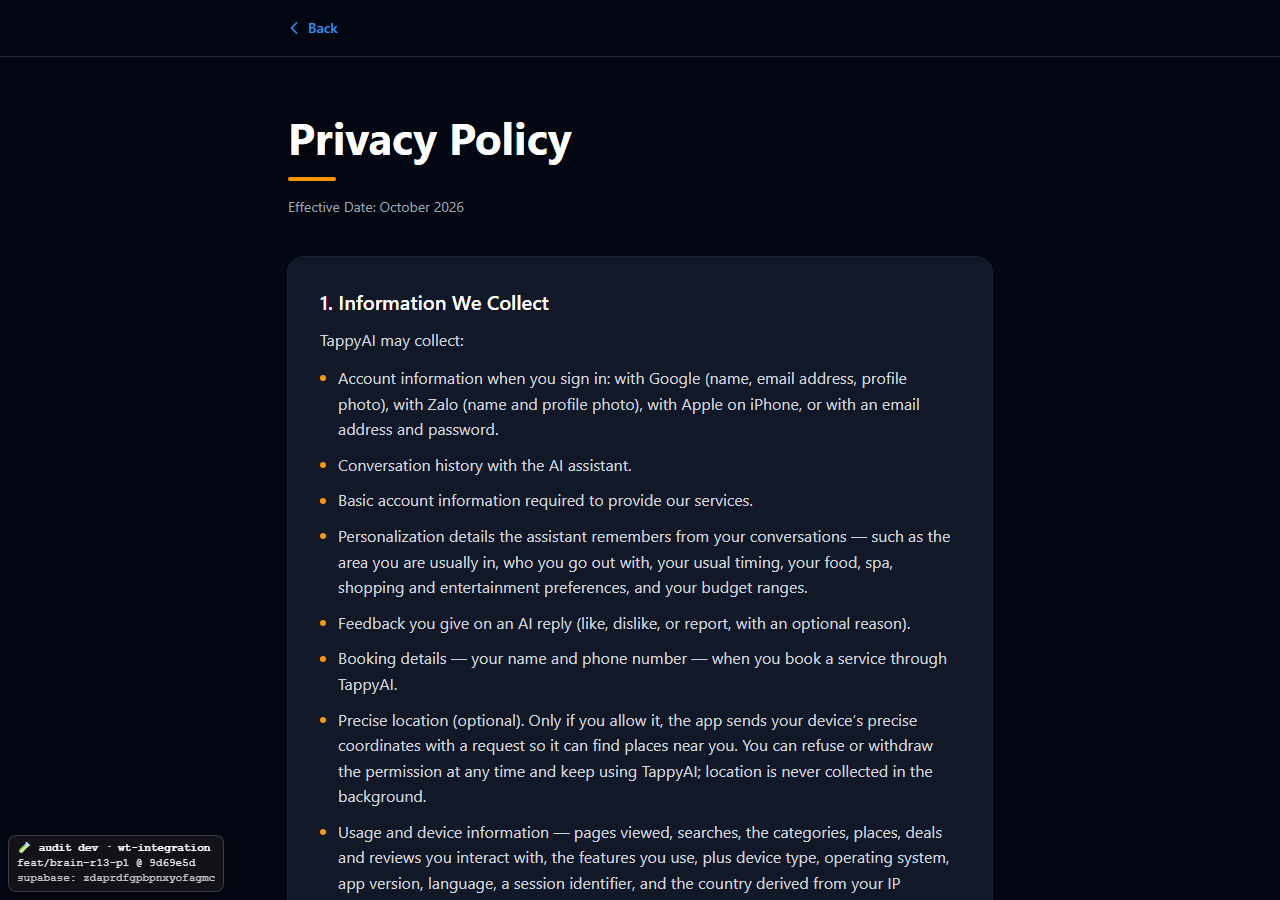 Back
Privacy Policy
Effective Date: October 2026
1. Information We Collect
TappyAI may collect:
Account information when you sign in: with Google (name, email address, profile
photo), with Zalo (name and profile photo), with Apple on iPhone, or with an email
address and password.
Conversation history with the AI assistant.
Basic account information required to provide our services.
Personalization details the assistant remembers from your conversations — such as the
area you are usually in, who you go out with, your usual timing, your food, spa,
shopping and entertainment preferences, and your budget ranges.
Feedback you give on an AI reply (like, dislike, or report, with an optional reason).
Booking details — your name and phone number — when you book a service through
TappyAI.
Precise location (optional). Only if you allow it, the app sends your device’s precise
coordinates with a request so it can find places near you. You can refuse or withdraw
the permission at any time and keep using TappyAI; location is never collected in the
background.
Usage and device information — pages viewed, searches, the categories, places, deals
and reviews you interact with, the features you use, plus device type, operating system,
app version, language, a session identifier, and the country derived from your IP
audit dev · wt-integration
feat/brain-r13-p1 @ 9d69e5d
supabase: zdaprdfgpbpnxyofagmc